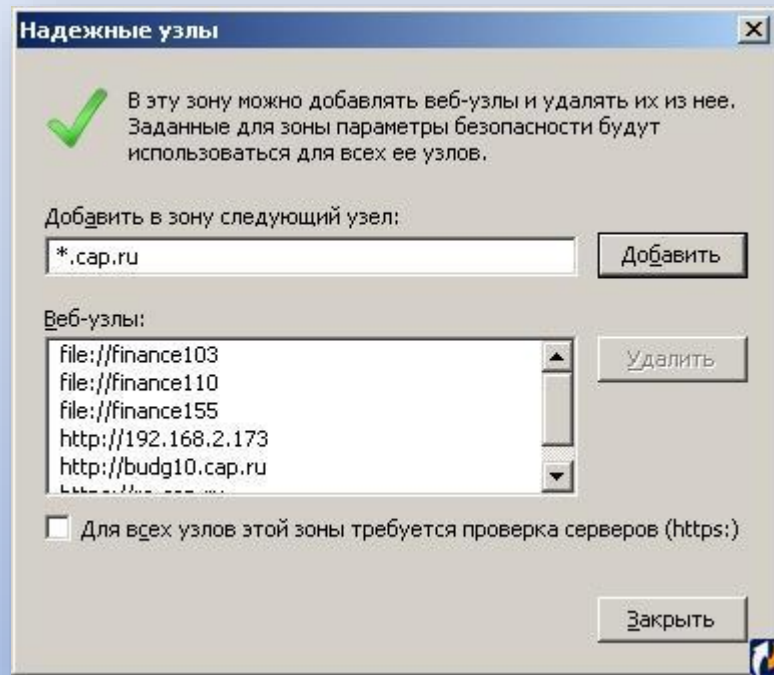 Надежные узлы
В эту зону можно добавлять веб-узлы и удалять их из нее.
Заданные для зоны параметры безопасности будут
использоваться для всех ее узлов.
Добавить в зону следующий узел:
*.cap.ru
Добавить
Веб-узлы:
file://finance103
Удалить
file://finance110
file://finance155
http://192.168.2.173
http://budg10.cap.ru
Для всех узлов этой зоны требуется проверка серверов (https:)
Закрыть